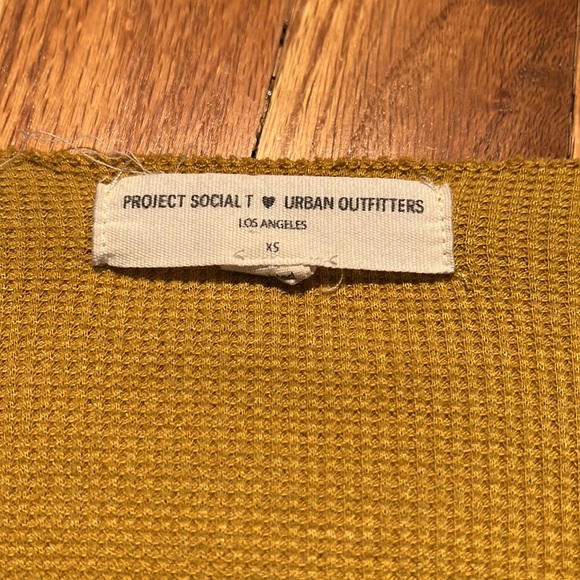 PROJECT SOCIAL T ♥ URBAN OUTFITTERS
LOS ANGELES
XS